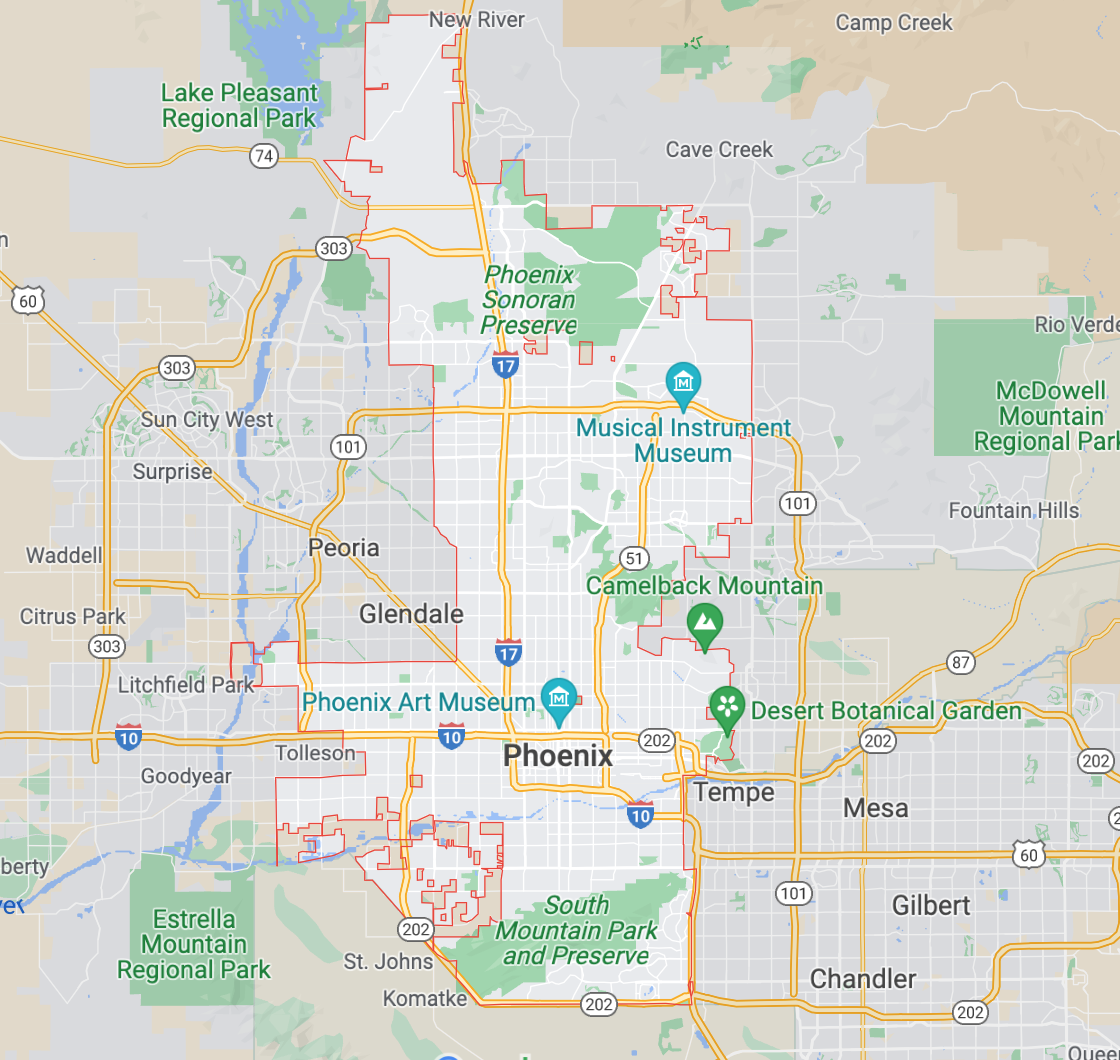 New River
Camp Creek
Lake Pleasant
Regional Park
74
Cave Creek
303
60
Phoenix
Sonoran
Preserve
Rio Verde
17
303
McDowell
Mountain
Regional Park
Sun City West
101
Musical Instrument
Museum
Surprise
101
Fountain Hills
Waddell
Peoria
51
Camelback Mountain
Citrus Park
Glendale
303
17
87
Litchfield Park
Phoenix Art Museum
Desert Botanical Garden
10
10
202
202
Tolleson
Phoenix
202
Goodyear
Tempe
10
Mesa
60
berty
101
Gilbert
Estrella
Mountain
Regional Park
South
Mountain Park
and Preserve
202
St. Johns
Chandler
Komatke
202
202